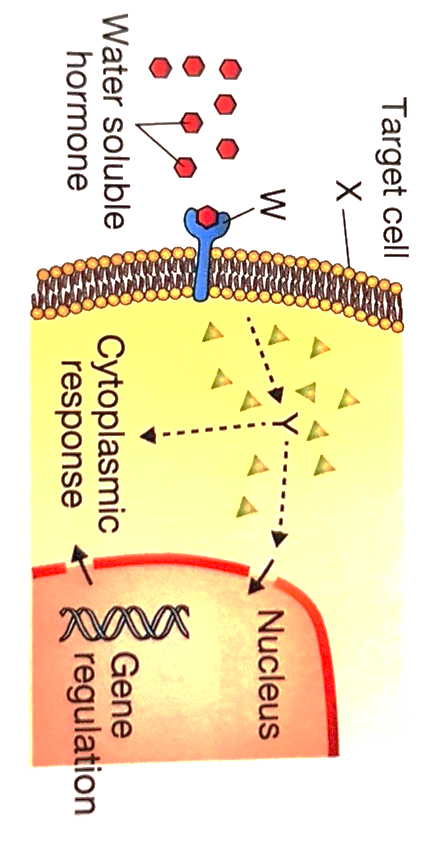 Target cell
X
W
Water soluble
hormone
Y
Cytoplasmic
response
Nucleus
Gene
regulation